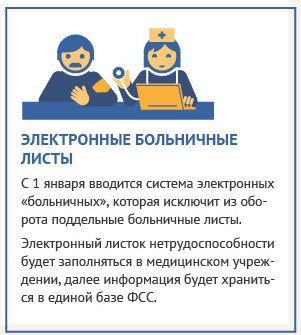 ЭЛЕКТРОННЫЕ БОЛЬНИЧНЫЕ
ЛИСТЫ
С 1 января вводится система электронных
«больничных», которая исключит из обо-
рота поддельные больничные листы.
Электронный листок нетрудоспособности
будет заполняться в медицинском учреж-
дении, далее информация будет хранить-
ся в единой базе ФСС.